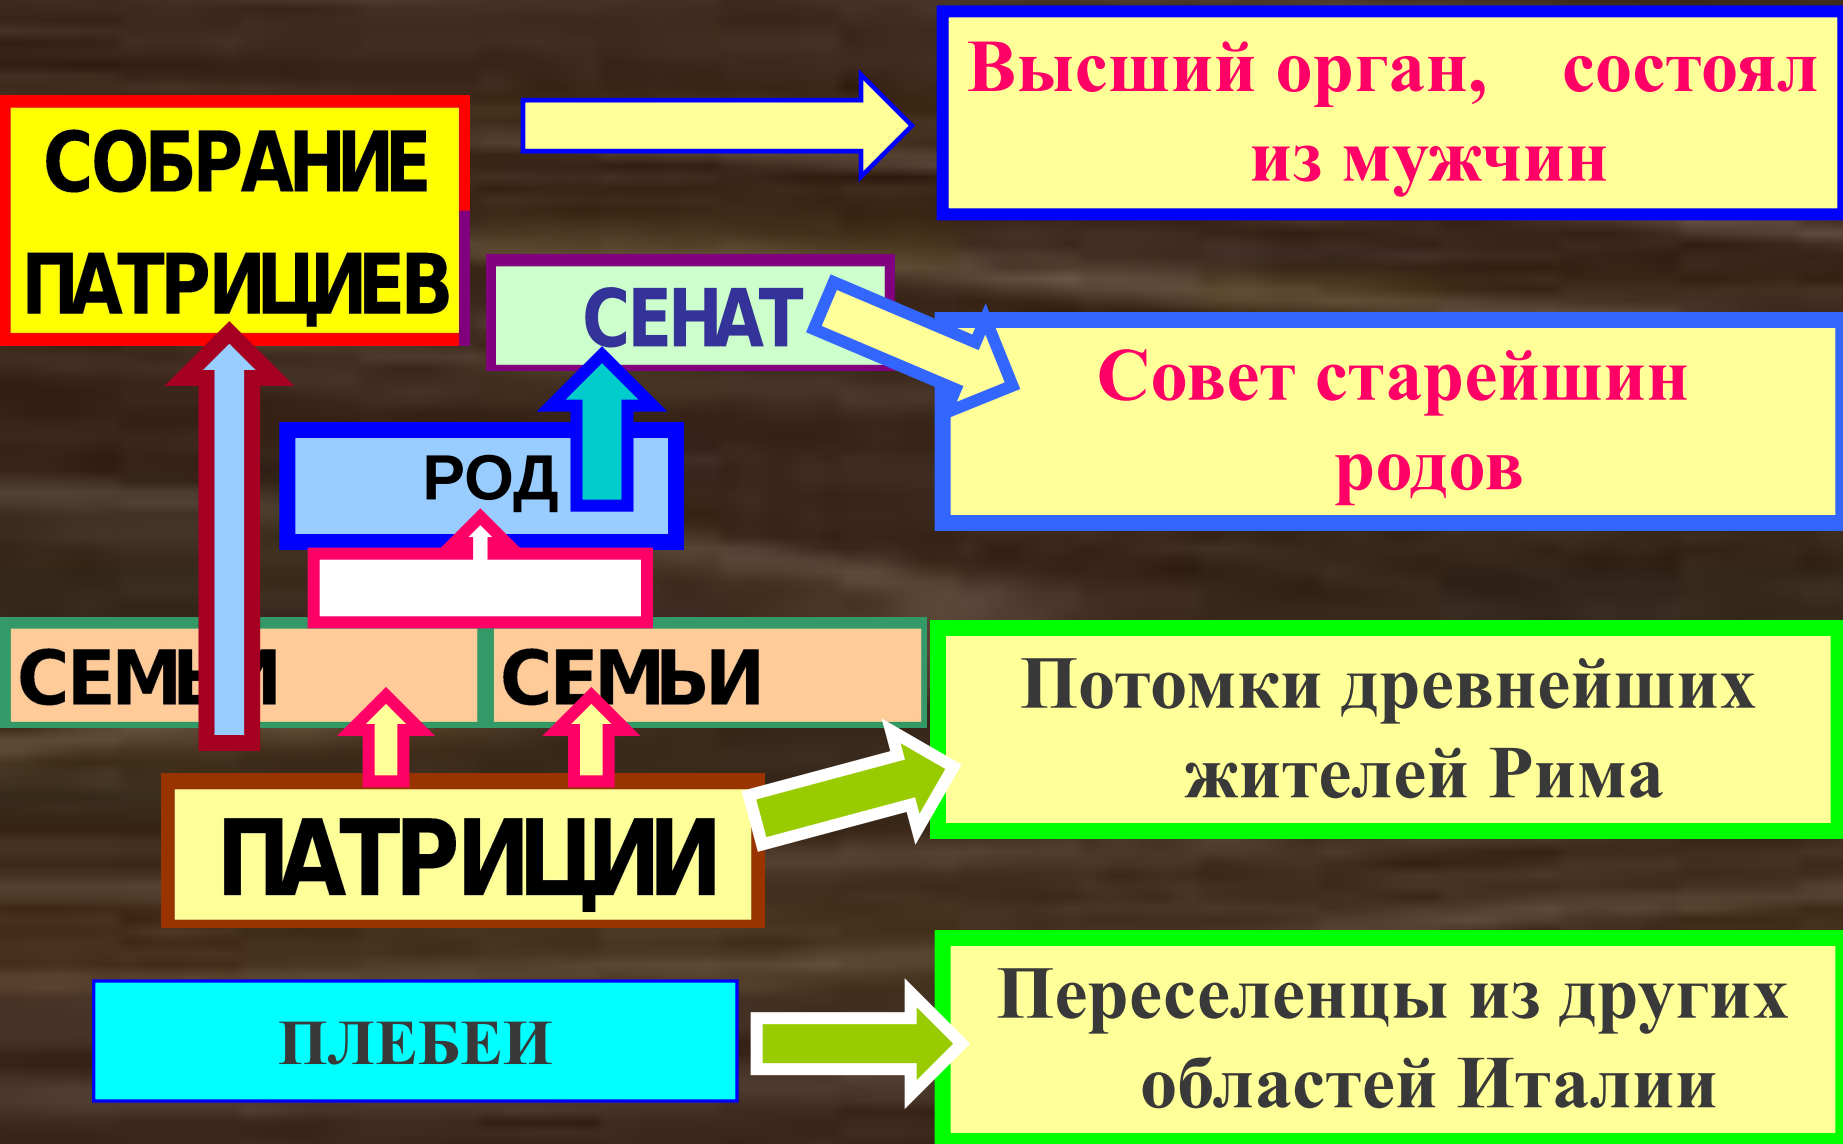 Высший орган, состоял
из мужчин
СОБРАНИЕ
ПАТРИЦИЕВ
СЕНАТ
Совет старейшин
родов
РОД
СЕМЬИ
СЕМЬИ
Потомки древнейших
жителей Рима
ПАТРИЦИИ
Переселенцы из других
областей Италии
ПЛЕБЕИ